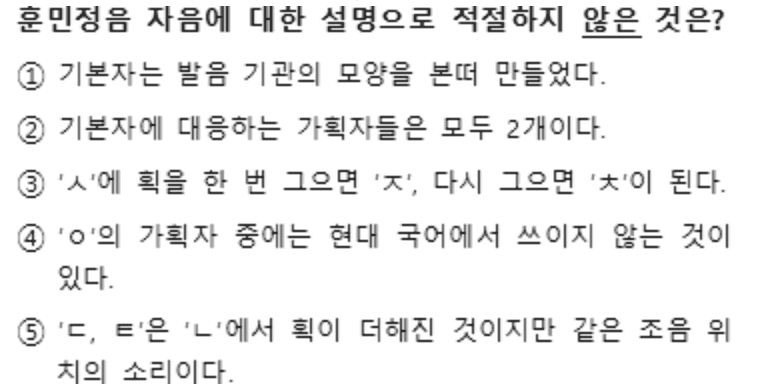 훈민정음 자음에 대한 설명으로 적절하지 않은 것은?
① 기본자는 발음 기관의 모양을 본떠 만들었다.
② 기본자에 대응하는 가획자들은 모두 2개이다.
③ 'ㅅ'에 획을 한 번 그으면 'ㅈ', 다시 그으면 'ㅊ'이 된다.
④ 'ㅇ'의 가획자 중에는 현대 국어에서 쓰이지 않는 것이
있다.
⑤ 'ㄷ, ㅌ'은 'ㄴ'에서 획이 더해진 것이지만 같은 조음 위
치의 소리이다.